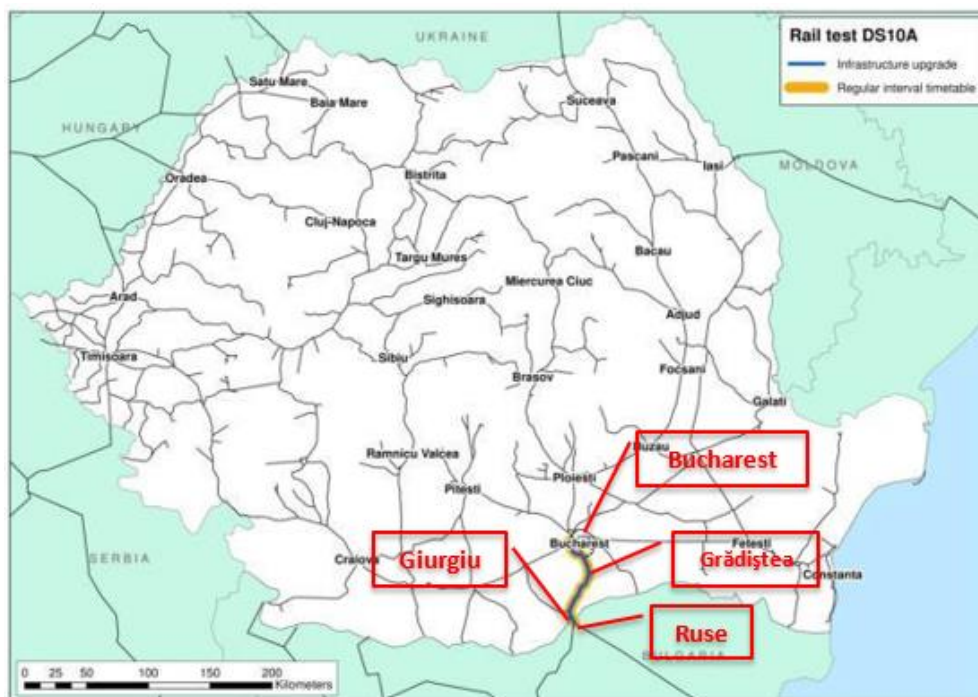 UKRAINE
Rail test DS10A
Infrastructure upgrade
Regular interval timetable
Satu Mare
Baia Mare
Suceava
HUNGARY
Pascani
Iasi
MOLDOVA
Oradea
Bistrita
Cluj-Napoca
Bacau
Targu Mures
Miercurea Ciuc
Arad
Sighisoara
Adjud
Timisoara
Sibiu
Focsani
Brasov
Galati
Ramnicu Valcea
Buzau
Bucharest
Ploiesti
Pitesti
Bucharest
Fetesti
SERBIA
Craiova
Giurgiu
Grădiştea
Constanta
Ruse
BULGARIA
0 25 50 100 150 200
Kilometers